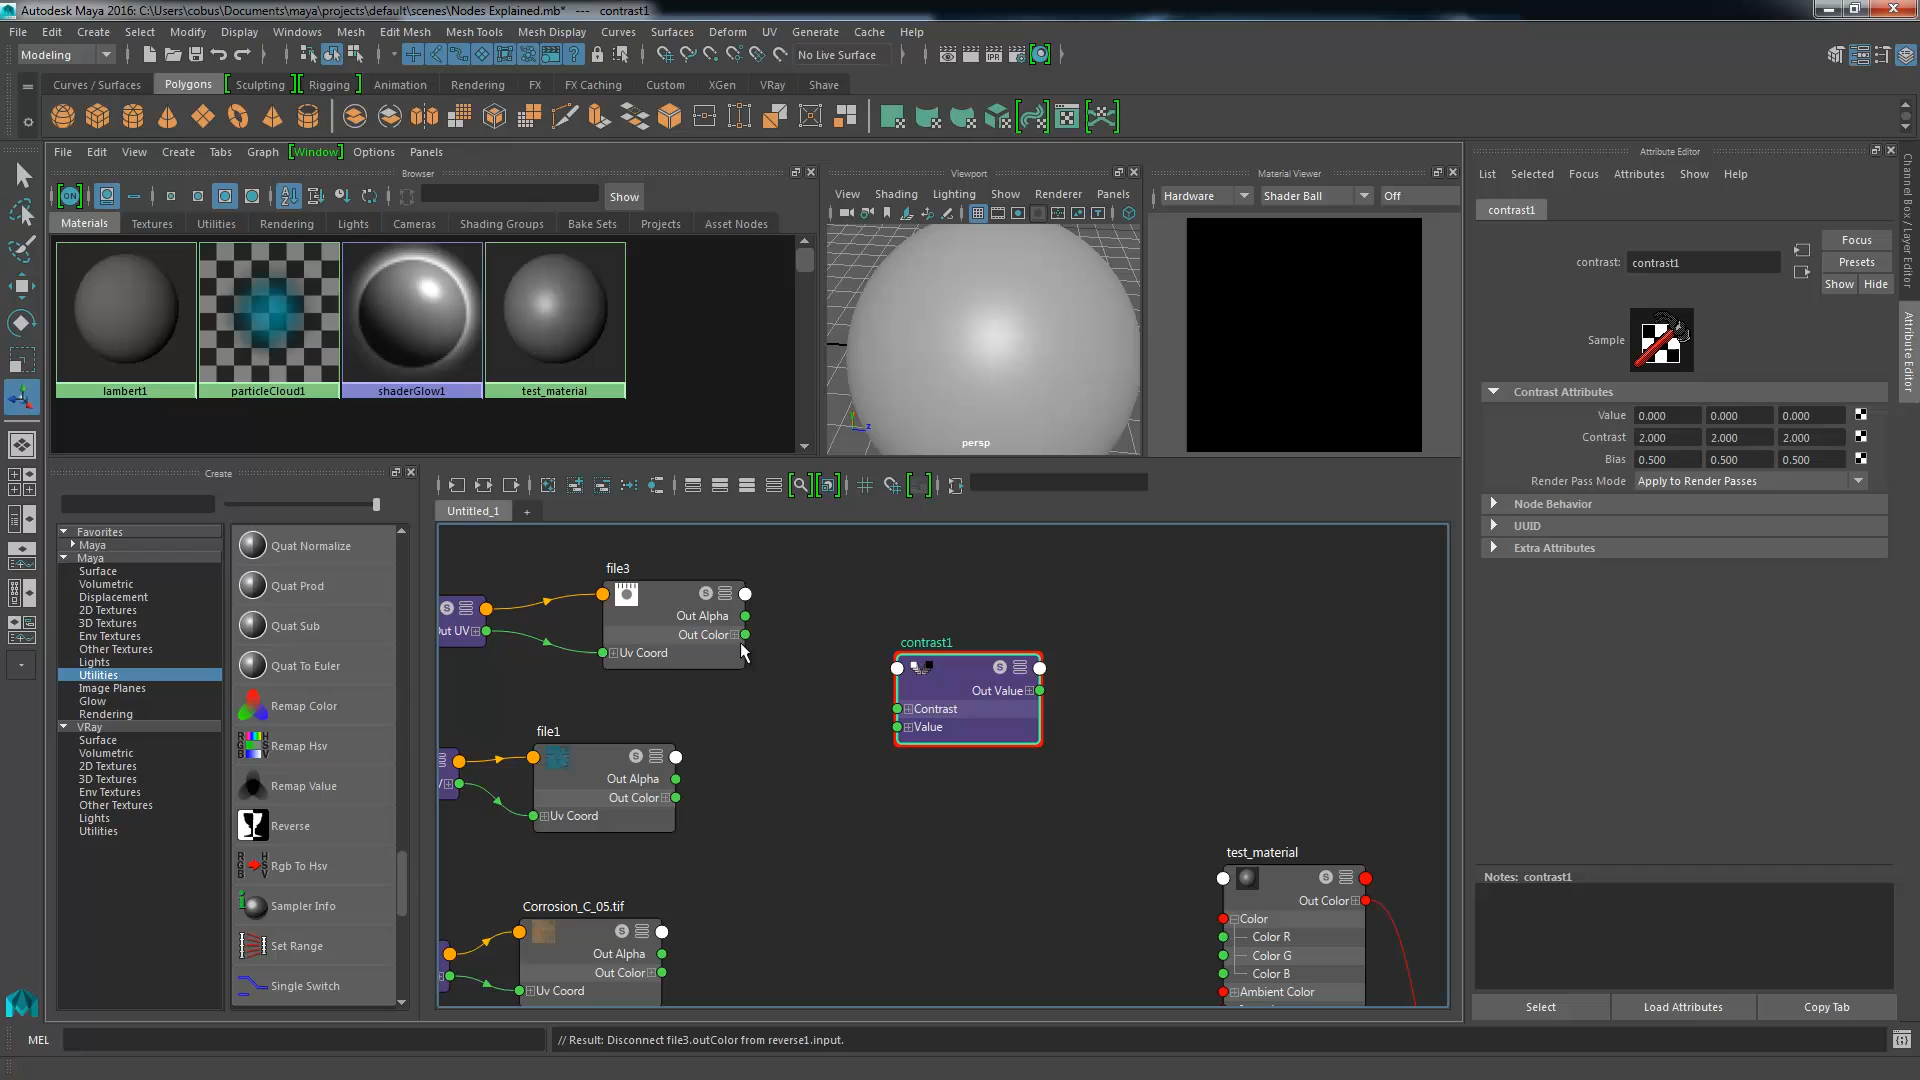 Autodesk Maya 2016: C:\Users\cobus\Documents\maya\projects\default\scenes\Nodes Explained.mb*  ---  contrast1
File Edit Create Select Modify Display Windows Mesh Edit Mesh Mesh Tools Mesh Display Curves Surfaces Deform UV Generate Cache Help
Modeling No Live Surface
Curves / Surfaces Polygons Sculpting Rigging Animation Rendering FX FX Caching Custom XGen VRay Shave
File Edit View Create Tabs Graph Window Options Panels
Browser
ON Show
Materials Textures Utilities Rendering Lights Cameras Shading Groups Bake Sets Projects Asset Nodes
lambert1 particleCloud1 shaderGlow1 test_material
Viewport
View Shading Lighting Show Renderer Panels
persp
Material Viewer
Hardware Shader Ball Off
Create
Favorites
Maya
Maya
Surface
Volumetric
Displacement
2D Textures
3D Textures
Env Textures
Other Textures
Lights
Utilities
Image Planes
Glow
Rendering
VRay
Surface
Volumetric
2D Textures
3D Textures
Env Textures
Other Textures
Lights
Utilities
Quat Normalize
Quat Prod
Quat Sub
Quat To Euler
Remap Color
Remap Hsv
Remap Value
Reverse
Rgb To Hsv
Sampler Info
Set Range
Single Switch
Untitled_1 +
file3
Out Alpha
Out Color
Uv Coord
Out UV
file1
Out Alpha
Out Color
Uv Coord
Corrosion_C_05.tif
Out Alpha
Out Color
Uv Coord
contrast1
Out Value
Contrast
Value
test_material
Out Color
Color
Color R
Color G
Color B
Ambient Color
Attribute Editor
List Selected Focus Attributes Show Help
contrast1
contrast: contrast1
Focus
Presets
Show Hide
Sample
Contrast Attributes
Value 0.000 0.000 0.000
Contrast 2.000 2.000 2.000
Bias 0.500 0.500 0.500
Render Pass Mode Apply to Render Passes
Node Behavior
UUID
Extra Attributes
Notes: contrast1
Select Load Attributes Copy Tab
Channel Box / Layer Editor
Attribute Editor
MEL // Result: Disconnect file3.outColor from reverse1.input.